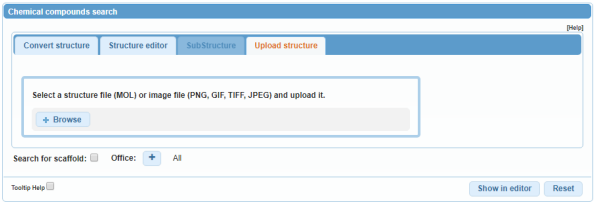 Chemical compounds search
[Help]
Convert structure Structure editor SubStructure Upload structure
Select a structure file (MOL) or image file (PNG, GIF, TIFF, JPEG) and upload it.
+ Browse
Search for scaffold: Office: + All
Tooltip Help Show in editor Reset